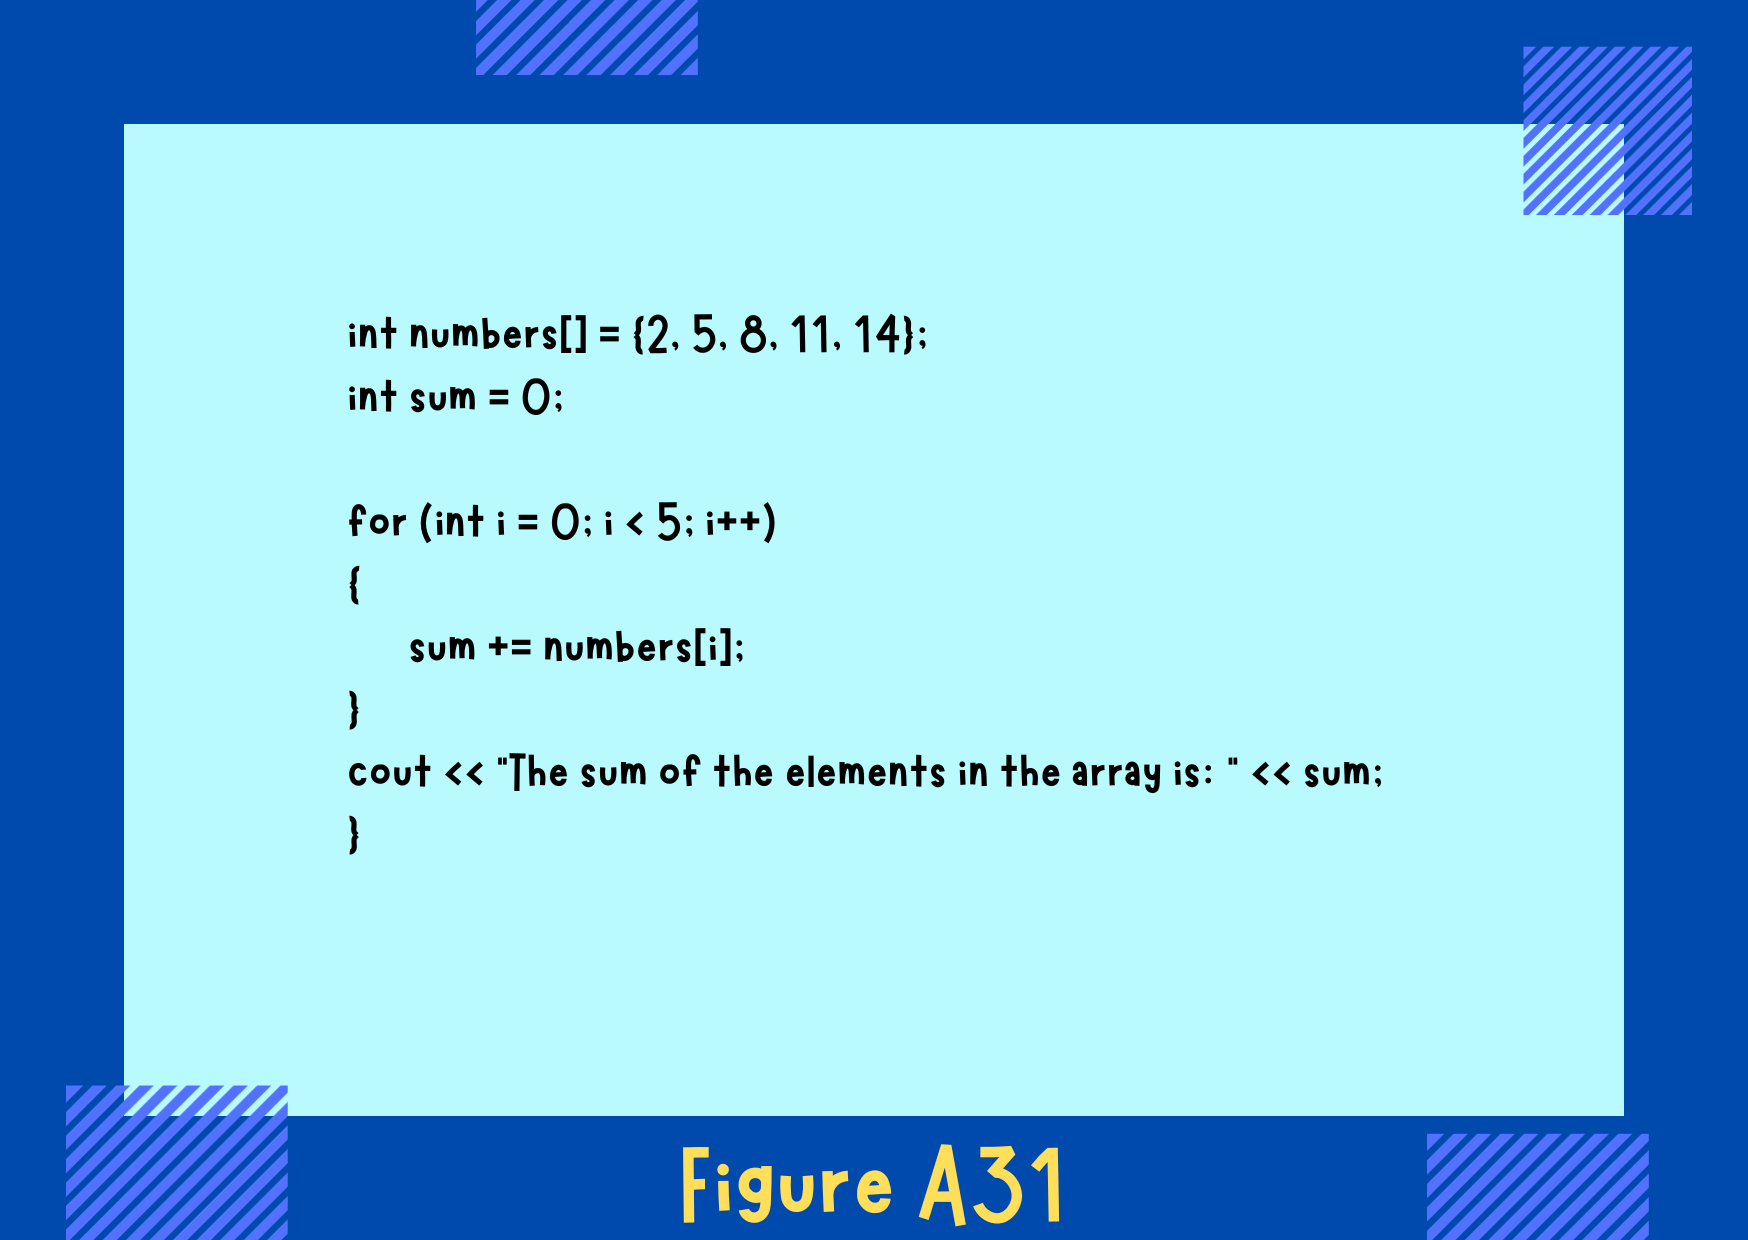 int numbers[] = {2, 5, 8, 11, 14};
int sum = 0;
for (int i = 0; i < 5; i++)
{
sum += numbers[i];
}
cout << "The sum of the elements in the array is: " << sum;
}
Figure A31